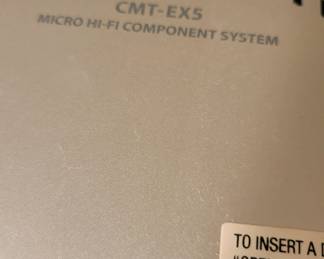 CMT-EX5
MICRO HI-FI COMPONENT SYSTEM
TO INSERT A